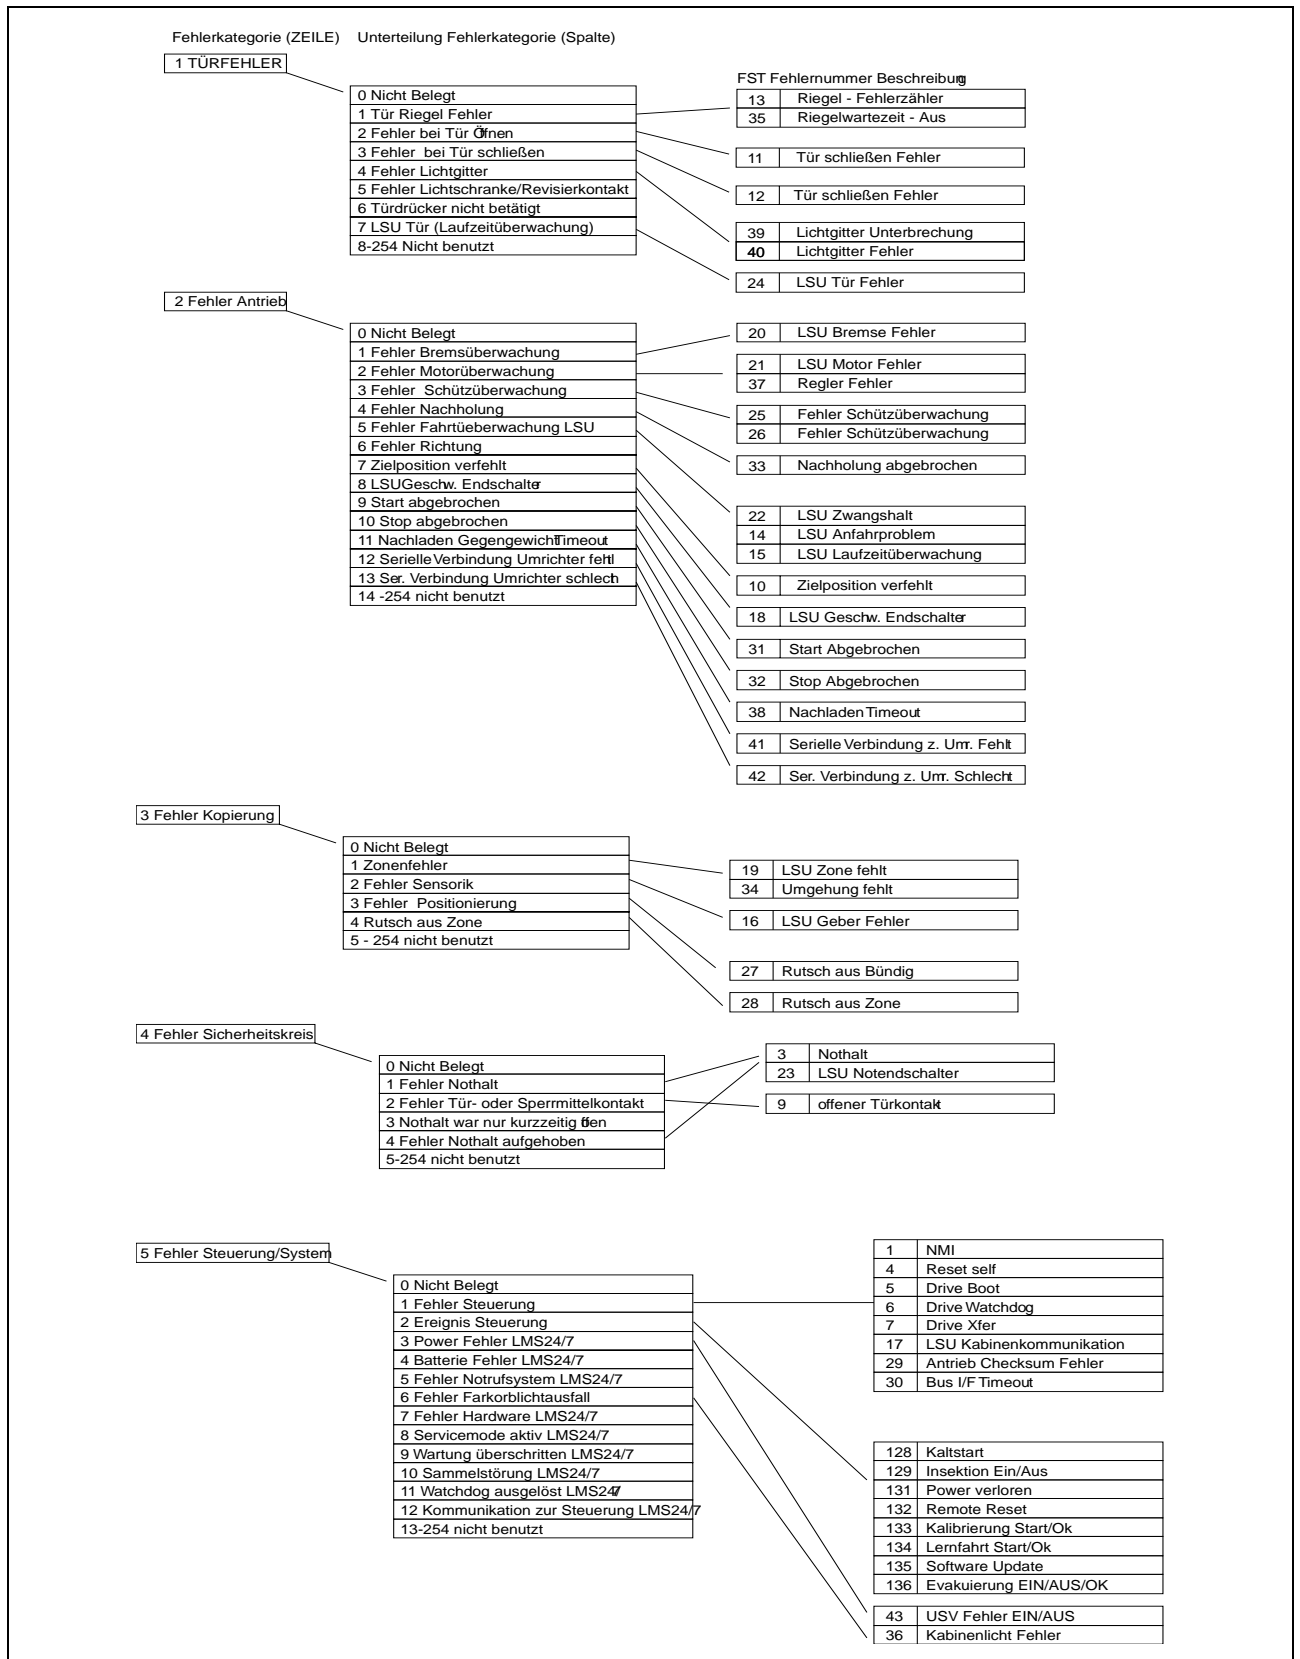 Fehlerkategorie (ZEILE) Unterteilung Fehlerkategorie (Spalte)
1 TÜRFEHLER
FST Fehlernummer Beschreibung
0 Nicht Belegt
1 Tür Riegel Fehler
2 Fehler bei Tür Öffnen
3 Fehler bei Tür schließen
4 Fehler Lichtgitter
5 Fehler Lichtschranke/Revisierkontakt
6 Türdrücker nicht betätigt
7 LSU Tür (Laufzeitüberwachung)
8-254 Nicht benutzt
13 Riegel - Fehlerzähler
35 Riegelwartezeit - Aus
11 Tür schließen Fehler
12 Tür schließen Fehler
39 Lichtgitter Unterbrechung
40 Lichtgitter Fehler
24 LSU Tür Fehler
2 Fehler Antrieb
0 Nicht Belegt
1 Fehler Bremsüberwachung
2 Fehler Motorüberwachung
3 Fehler Schützüberwachung
4 Fehler Nachholung
5 Fehler Fahrtüeberwachung LSU
6 Fehler Richtung
7 Zielposition verfehlt
8 LSUGeschw. Endschalter
9 Start abgebrochen
10 Stop abgebrochen
11 Nachladen Gegengewicht Timeout
12 Serielle Verbindung Umrichter fehlt
13 Ser. Verbindung Umrichter schlecht
14 -254 nicht benutzt
20 LSU Bremse Fehler
21 LSU Motor Fehler
37 Regler Fehler
25 Fehler Schützüberwachung
26 Fehler Schützüberwachung
33 Nachholung abgebrochen
22 LSU Zwangshalt
14 LSU Anfahrproblem
15 LSU Laufzeitüberwachung
10 Zielposition verfehlt
18 LSU Geschw. Endschalter
31 Start Abgebrochen
32 Stop Abgebrochen
38 Nachladen Timeout
41 Serielle Verbindung z. Umr. Fehlt
42 Ser. Verbindung z. Umr. Schlecht
3 Fehler Kopierung
0 Nicht Belegt
1 Zonenfehler
2 Fehler Sensorik
3 Fehler Positionierung
4 Rutsch aus Zone
5 - 254 nicht benutzt
19 LSU Zone fehlt
34 Umgehung fehlt
16 LSU Geber Fehler
27 Rutsch aus Bündig
28 Rutsch aus Zone
4 Fehler Sicherheitskreis
0 Nicht Belegt
1 Fehler Nothalt
2 Fehler Tür- oder Sperrmittelkontakt
3 Nothalt war nur kurzzeitig offen
4 Fehler Nothalt aufgehoben
5-254 nicht benutzt
3 Nothalt
23 LSU Notendschalter
9 offener Türkontakt
5 Fehler Steuerung/System
0 Nicht Belegt
1 Fehler Steuerung
2 Ereignis Steuerung
3 Power Fehler LMS24/7
4 Batterie Fehler LMS24/7
5 Fehler Notrufsystem LMS24/7
6 Fehler Farkorblichtausfall
7 Fehler Hardware LMS24/7
8 Servicemode aktiv LMS24/7
9 Wartung überschritten LMS24/7
10 Sammelstörung LMS24/7
11 Watchdog ausgelöst LMS24/7
12 Kommunikation zur Steuerung LMS24/7
13-254 nicht benutzt
1 NMI
4 Reset self
5 Drive Boot
6 Drive Watchdog
7 Drive Xfer
17 LSU Kabinenkommunikation
29 Antrieb Checksum Fehler
30 Bus I/F Timeout
128 Kaltstart
129 Insektion Ein/Aus
131 Power verloren
132 Remote Reset
133 Kalibrierung Start/Ok
134 Lernfahrt Start/Ok
135 Software Update
136 Evakuierung EIN/AUS/OK
43 USV Fehler EIN/AUS
36 Kabinenlicht Fehler